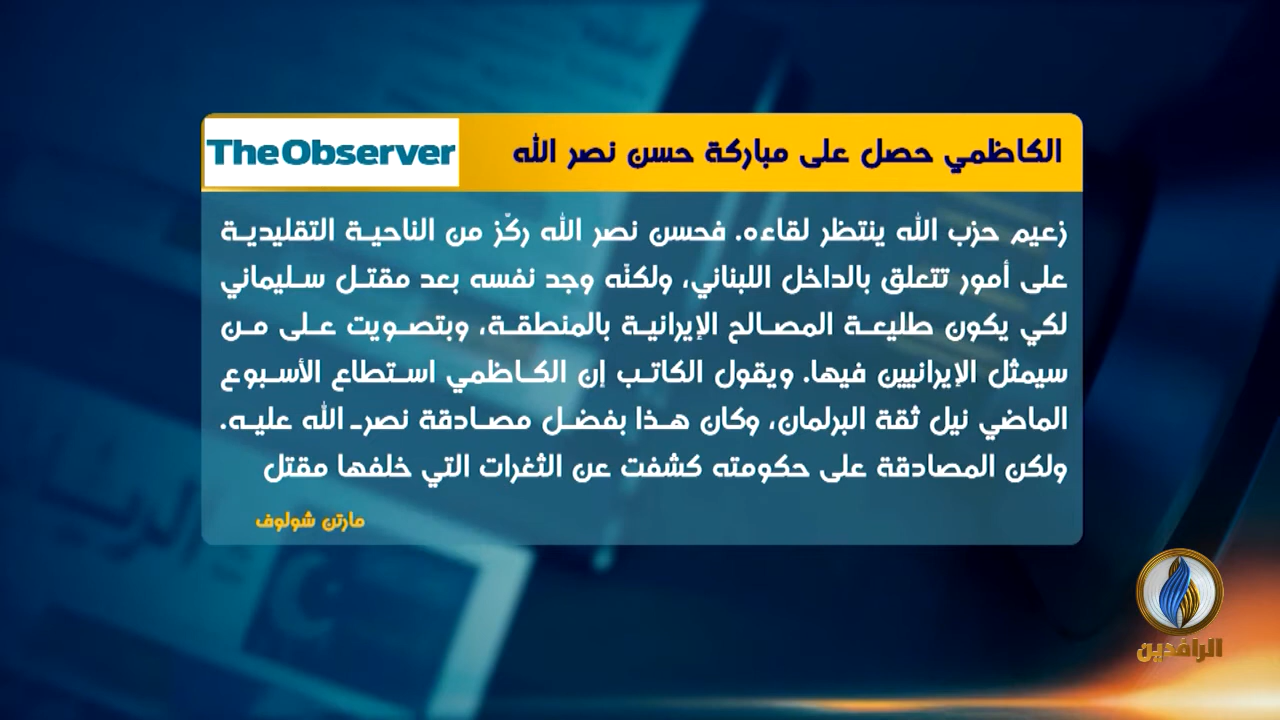 الكاظمي حصل على مباركة حسن نصر الله
The Observer
زعيم حزب الله ينتظر لقاءه. فحسن نصر الله ركّز من الناحية التقليدية
على أمور تتعلق بالداخل اللبناني، ولكنّه وجد نفسه بعد مقتل سليماني
لكي يكون طليعة المصالح الإيرانية بالمنطقة، وبتصويت على من
سيمثل الإيرانيين فيها. ويقول الكاتب إن الكاظمي استطاع الأسبوع
الماضي نيل ثقة البرلمان، وكان هذا بفضل مصادقة نصر الله عليه.
ولكن المصادقة على حكومته كشفت عن الثغرات التي خلفها مقتل
مارتن شولوف
الرافدين